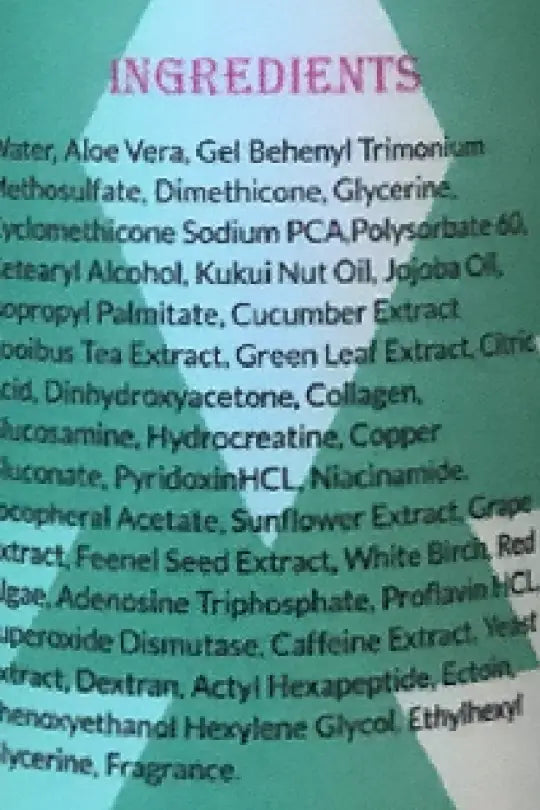 INGREDIENTS
Water, Aloe Vera, Gel Behenyl Trimonium
Methosulfate, Dimethicone, Glycerine,
Cyclomethicone Sodium PCA,Polysorbate 60,
Cetearyl Alcohol, Kukui Nut Oil, Jojoba Oil,
Isopropyl Palmitate, Cucumber Extract
Rooibus Tea Extract, Green Leaf Extract, Citric
Acid, Dinhydroxyacetone, Collagen,
Glucosamine, Hydrocreatine, Copper
Gluconate, PyridoxinHCL, Niacinamide,
Tocopheral Acetate, Sunflower Extract, Grape
Extract, Feenel Seed Extract, White Birch, Red
Algae, Adenosine Triphosphate, Proflavin HCL,
Superoxide Dismutase, Caffeine Extract, Yeast
Extract, Dextran, Actyl Hexapeptide, Ectoin,
Phenoxyethanol Hexylene Glycol, Ethylhexyl
Glycerine, Fragrance.